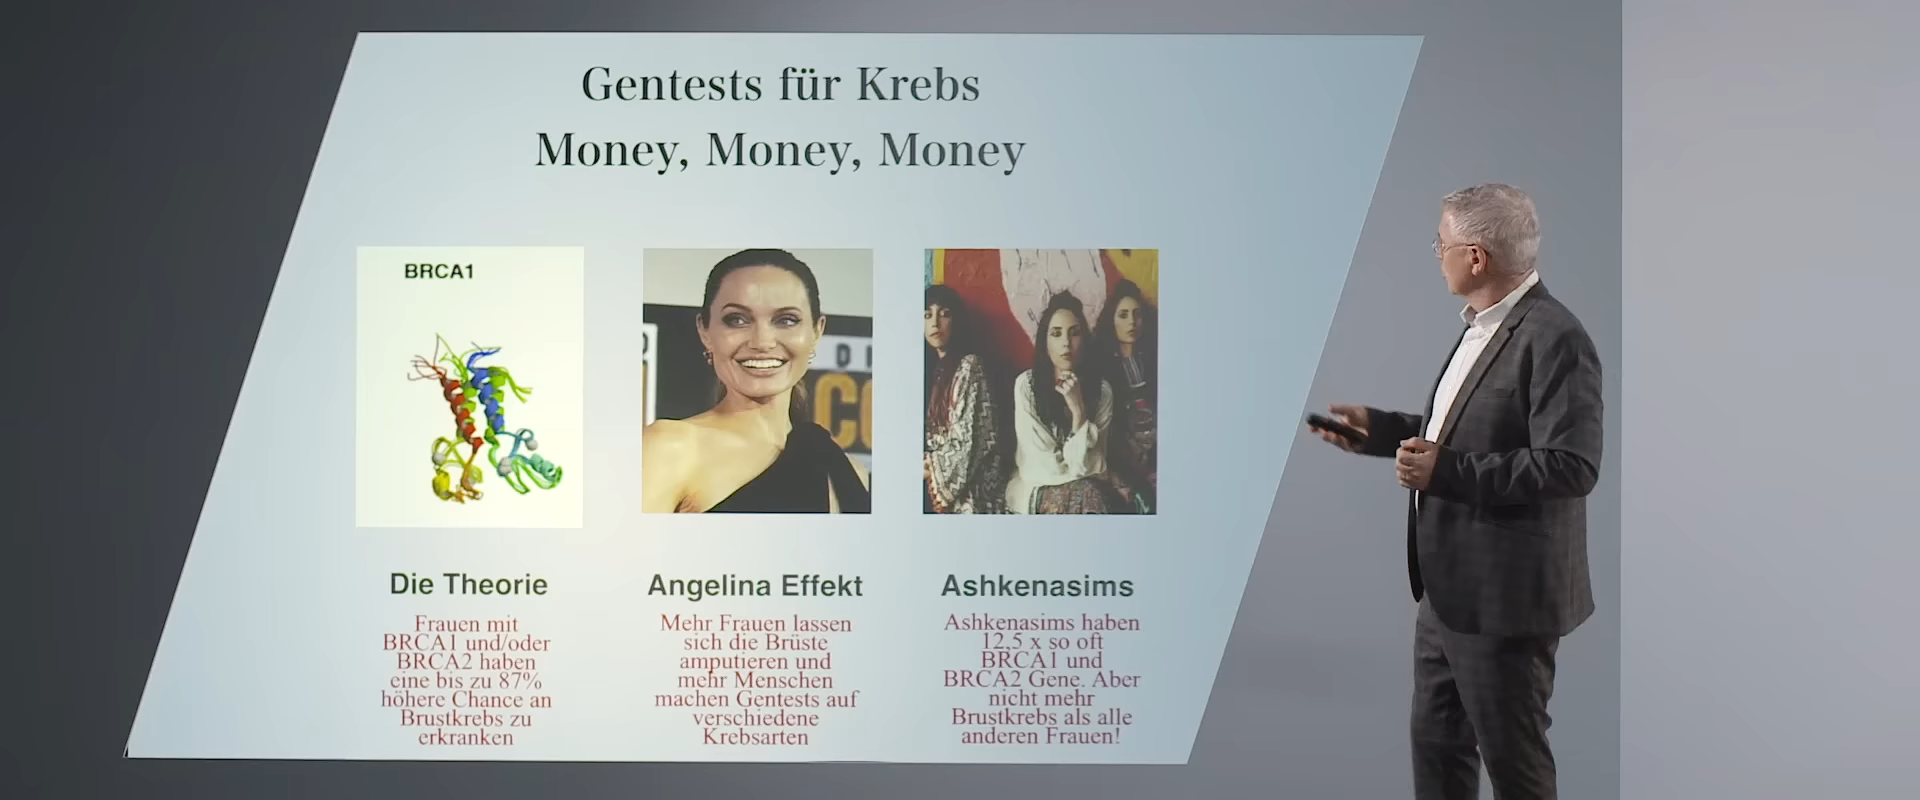 Gentests für Krebs
Money, Money, Money
BRCA1
Die Theorie
Frauen mit
BRCA1 und/oder
BRCA2 haben
eine bis zu 87%
höhere Chance an
Brustkrebs zu
erkranken
Angelina Effekt
Mehr Frauen lassen
sich die Brüste
amputieren und
mehr Menschen
machen Gentests auf
verschiedene
Krebsarten
Ashkenasims
Ashkenasims haben
12,5 x so oft
BRCA1 und
BRCA2 Gene. Aber
nicht mehr
Brustkrebs als alle
anderen Frauen!